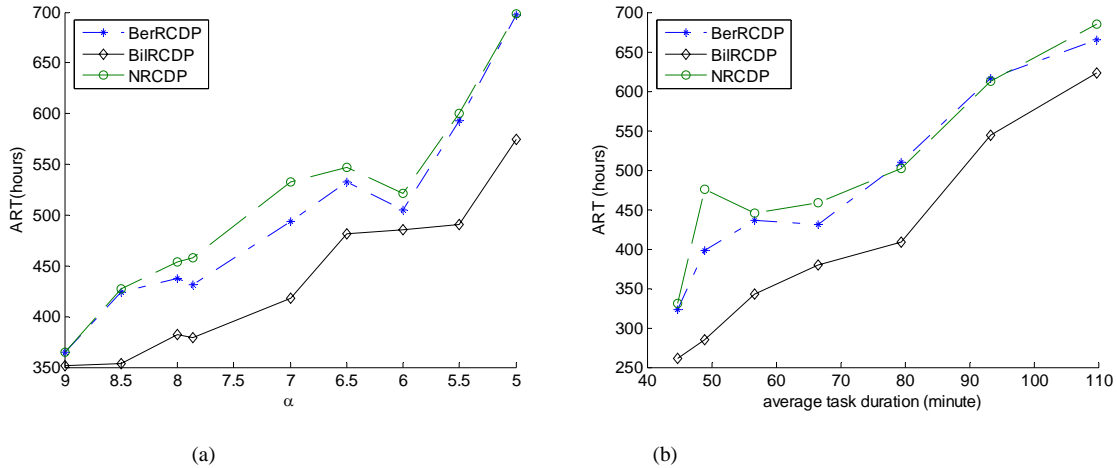 700
650
600
550
500
450
400
350
ART(hours)
BerRCDP
BilRCDP
NRCDP
9 8.5 8 7.5 7 6.5 6 5.5 5
α
(a)
700
650
600
550
500
450
400
350
300
250
ART (hours)
BerRCDP
BilRCDP
NRCDP
40 50 60 70 80 90 100 110
average task duration (minute)
(b)